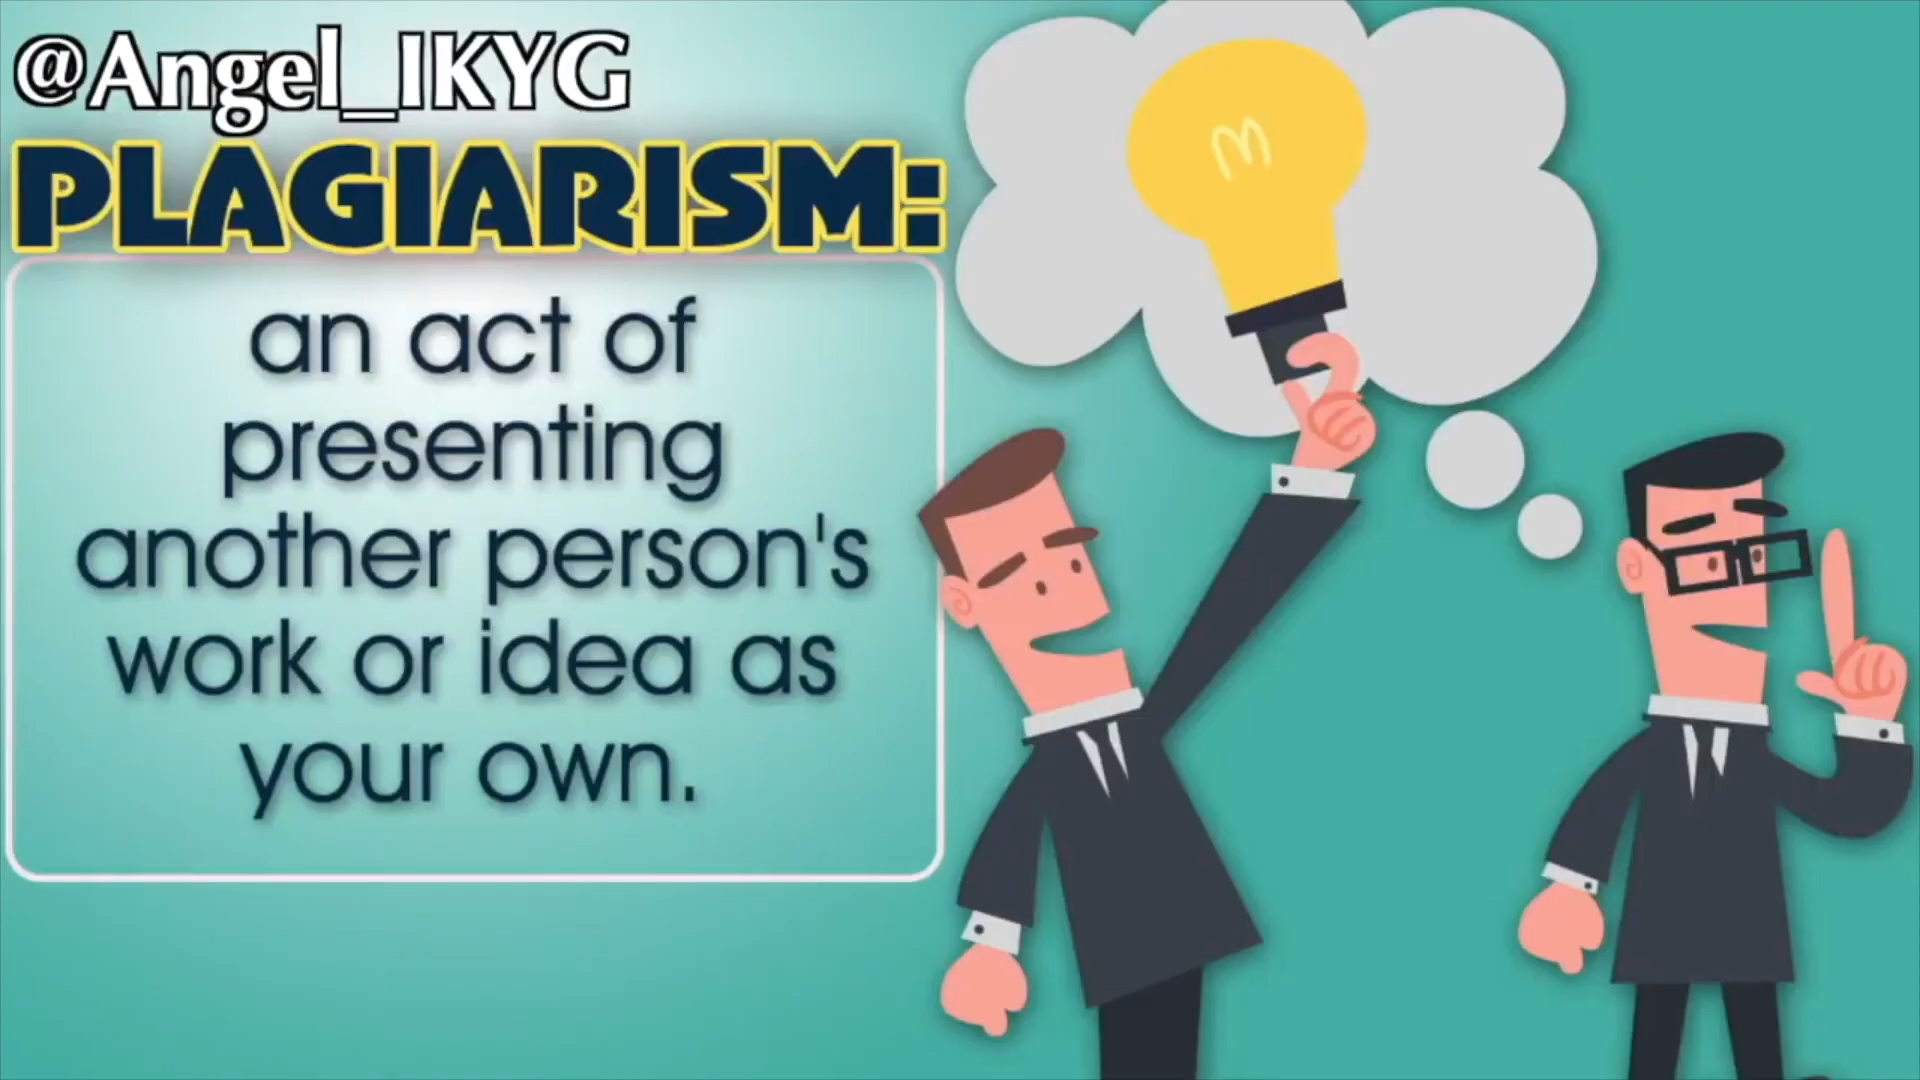 @Angel_IKYG
PLAGIARISM:
an act of
presenting
another person's
work or idea as
your own.